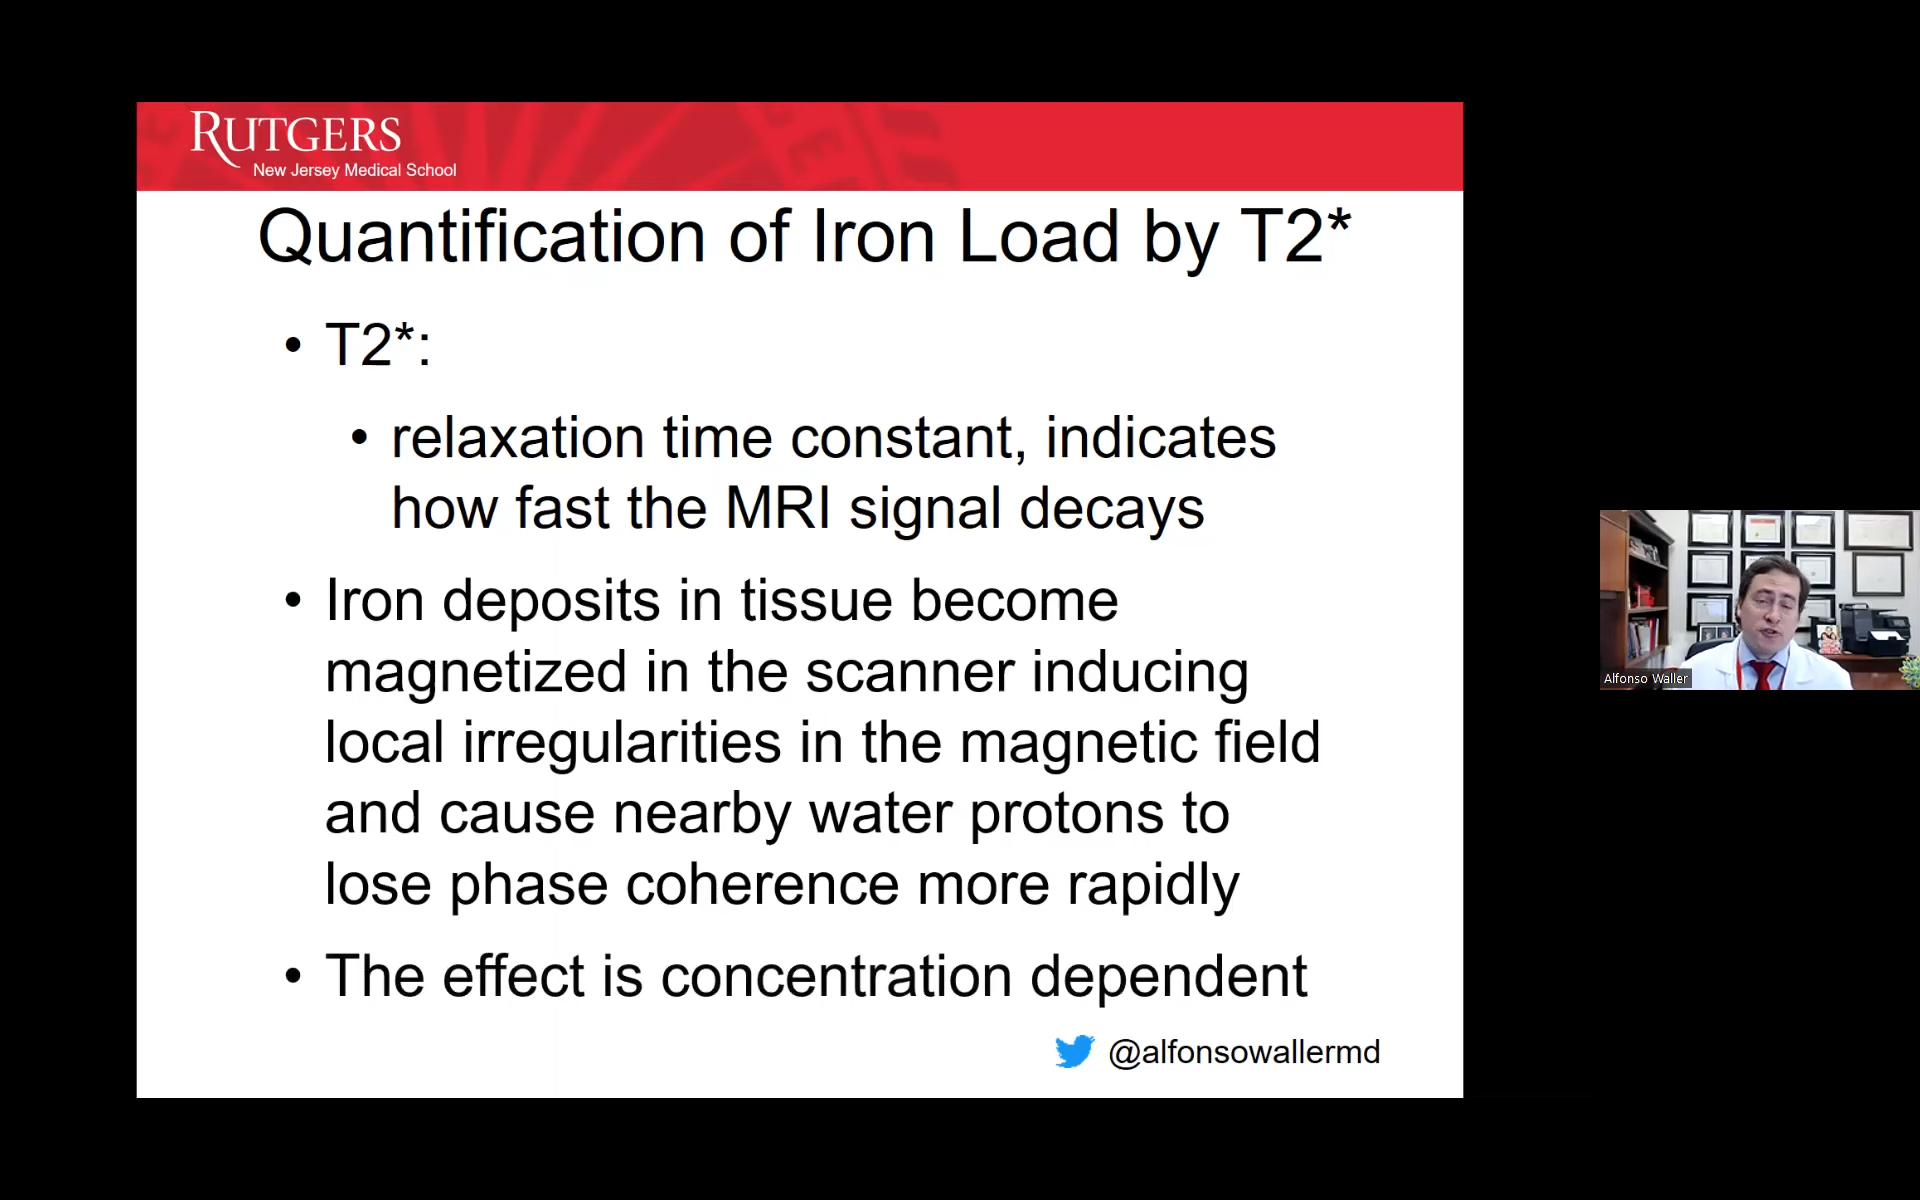 RUTGERS
New Jersey Medical School
Quantification of Iron Load by T2*
• T2*:
• relaxation time constant, indicates
how fast the MRI signal decays
• Iron deposits in tissue become
magnetized in the scanner inducing
local irregularities in the magnetic field
and cause nearby water protons to
lose phase coherence more rapidly
• The effect is concentration dependent
@alfonsowallermd
Alfonso Waller